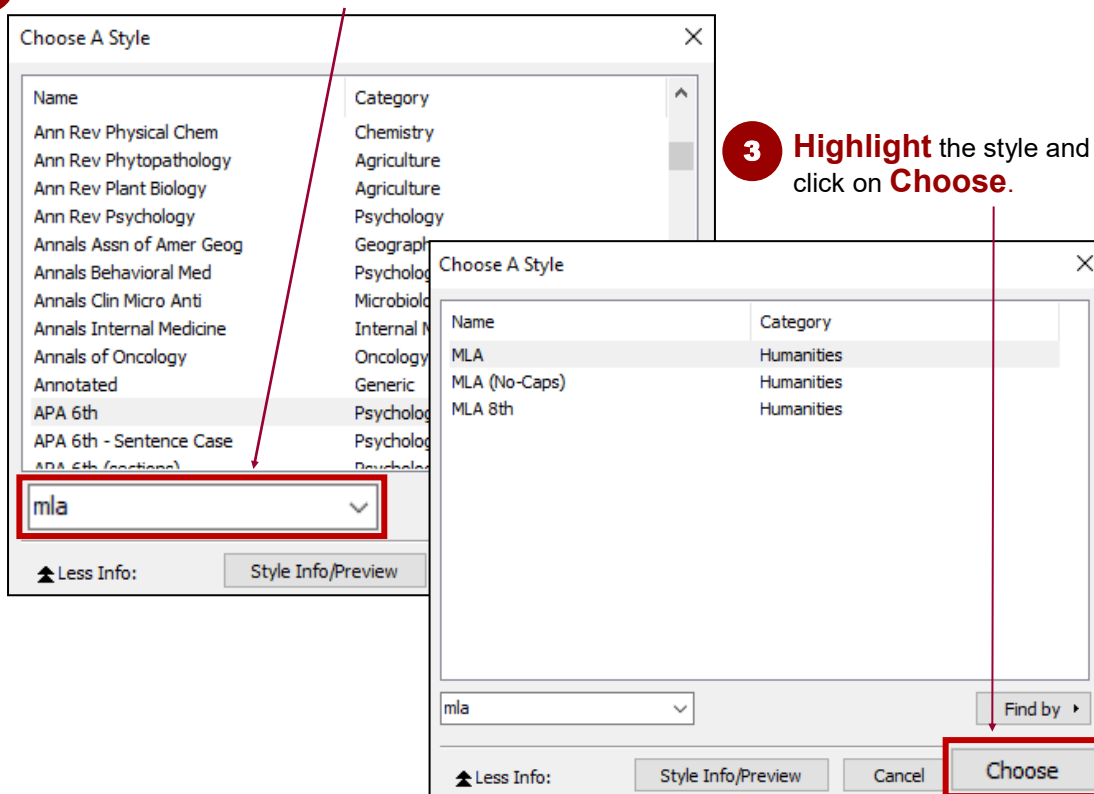 Choose A Style
Name Category
Ann Rev Physical Chem Chemistry
Ann Rev Phytopathology Agriculture
Ann Rev Plant Biology Agriculture
Ann Rev Psychology Psychology
Annals Assn of Amer Geog
Annals Behavioral Med
Annals Clin Micro Anti
Annals Internal Medicine Internal
Annals of Oncology Oncology
Annotated Generic
APA 6th
APA 6th - Sentence Case
APA 6th (sections)
mla
Less Info: Style Info/Preview
3 Highlight the style and
click on Choose.
Choose A Style
Name Category
MLA Humanities
MLA (No-Caps) Humanities
MLA 8th Humanities
mla Find by
Less Info: Style Info/Preview Cancel Choose